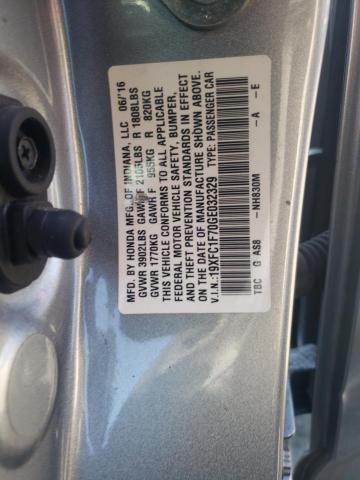 MFD. BY HONDA MFG. OF INDIANA, LLC 06/'16
GVWR 3902LBS GAWR F 2105LBS R 1808LBS
GVWR 1770KG GAWR F 955KG R 820KG
THIS VEHICLE CONFORMS TO ALL APPLICABLE
FEDERAL MOTOR VEHICLE SAFETY, BUMPER,
AND THEFT PREVENTION STANDARDS IN EFFECT
ON THE DATE OF MANUFACTURE SHOWN ABOVE.
V.I.N.: 19XFC1F70GE032329 TYPE: PASSENGER CAR
TBC G AS8 -NH830M -A -E